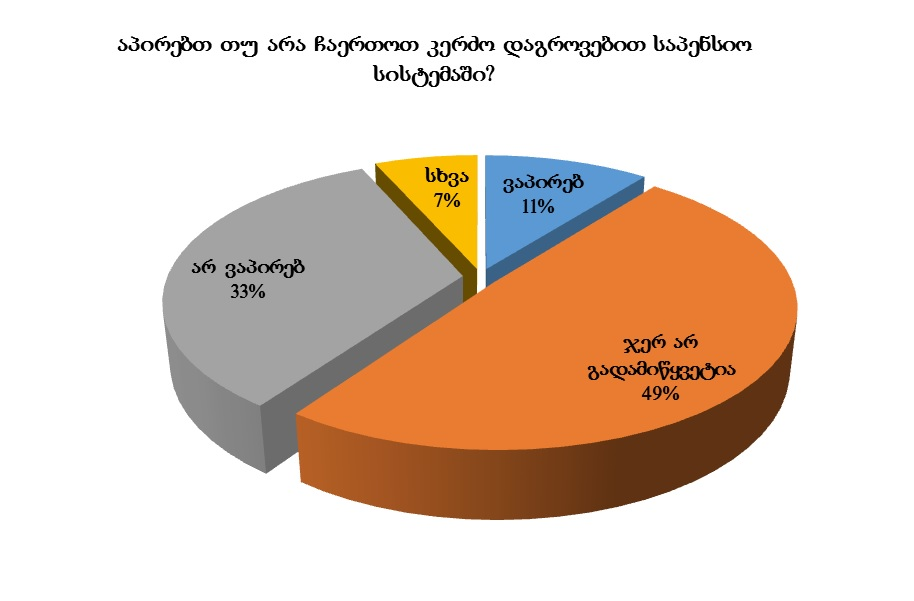 აპირებთ თუ არა ჩაერთოთ კერძო დაგროვებით საპენსიო
სისტემაში?
სხვა
7%
ვაპირებ
11%
არ ვაპირებ
33%
ჯერ არ
გადამიწყვეტია
49%